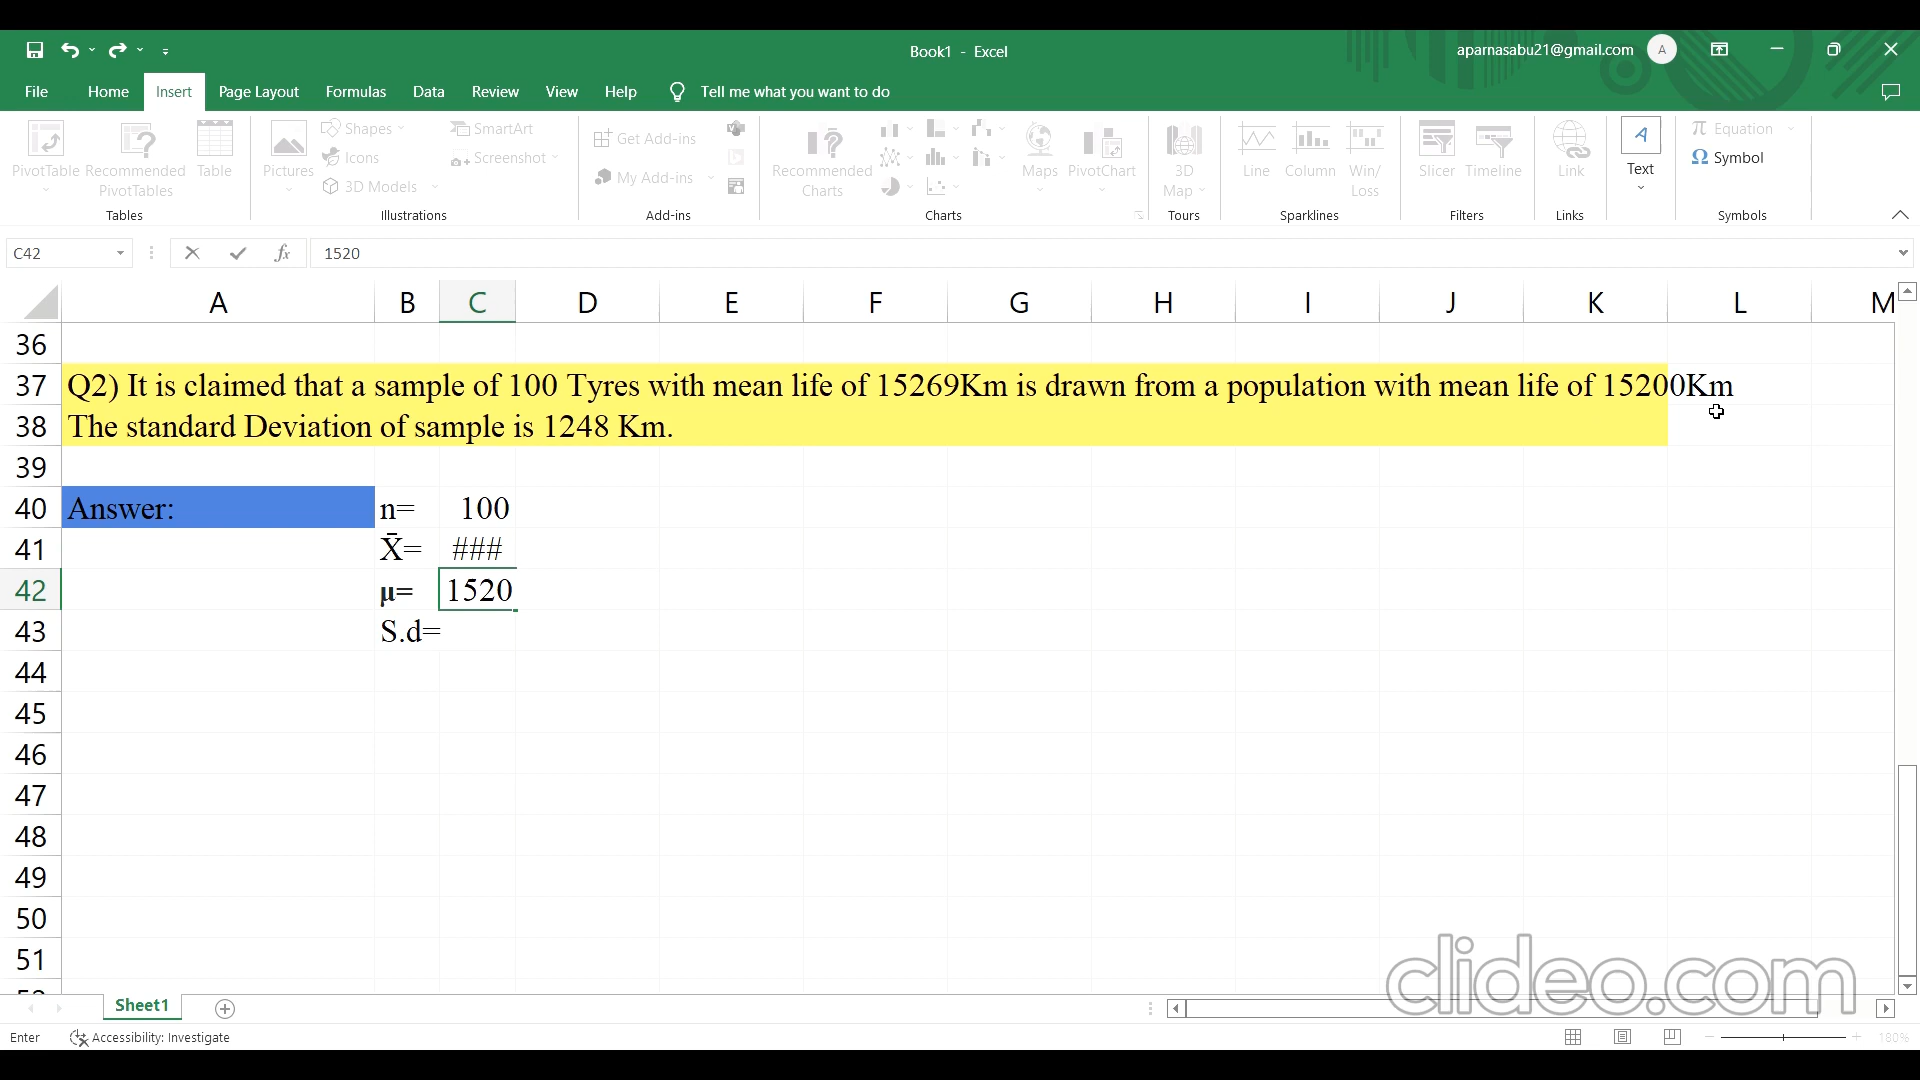 Book1 - Excel
aparnasabu21@gmail.com
A
File Home Insert Page Layout Formulas Data Review View Help Tell me what you want to do
PivotTable
Recommended PivotTables
Table
Tables
Pictures
Shapes
Icons
3D Models
SmartArt
Screenshot
Illustrations
Get Add-ins
My Add-ins
Add-ins
Recommended Charts
Maps
PivotChart
Charts
3D Map
Tours
Line
Column
Win/Loss
Sparklines
Slicer
Timeline
Filters
Link
Links
A
Text
π Equation
Ω Symbol
Symbols
C42
fx
1520
A B C D E F G H I J K L M
36
37 Q2) It is claimed that a sample of 100 Tyres with mean life of 15269Km is drawn from a population with mean life of 15200Km
38 The standard Deviation of sample is 1248 Km.
39
40 Answer: n= 100
41 X̄= ###
42 μ= 1520
43 S.d=
44
45
46
47
48
49
50
51
52
clideo.com
Sheet1
Enter
Accessibility: Investigate
180%